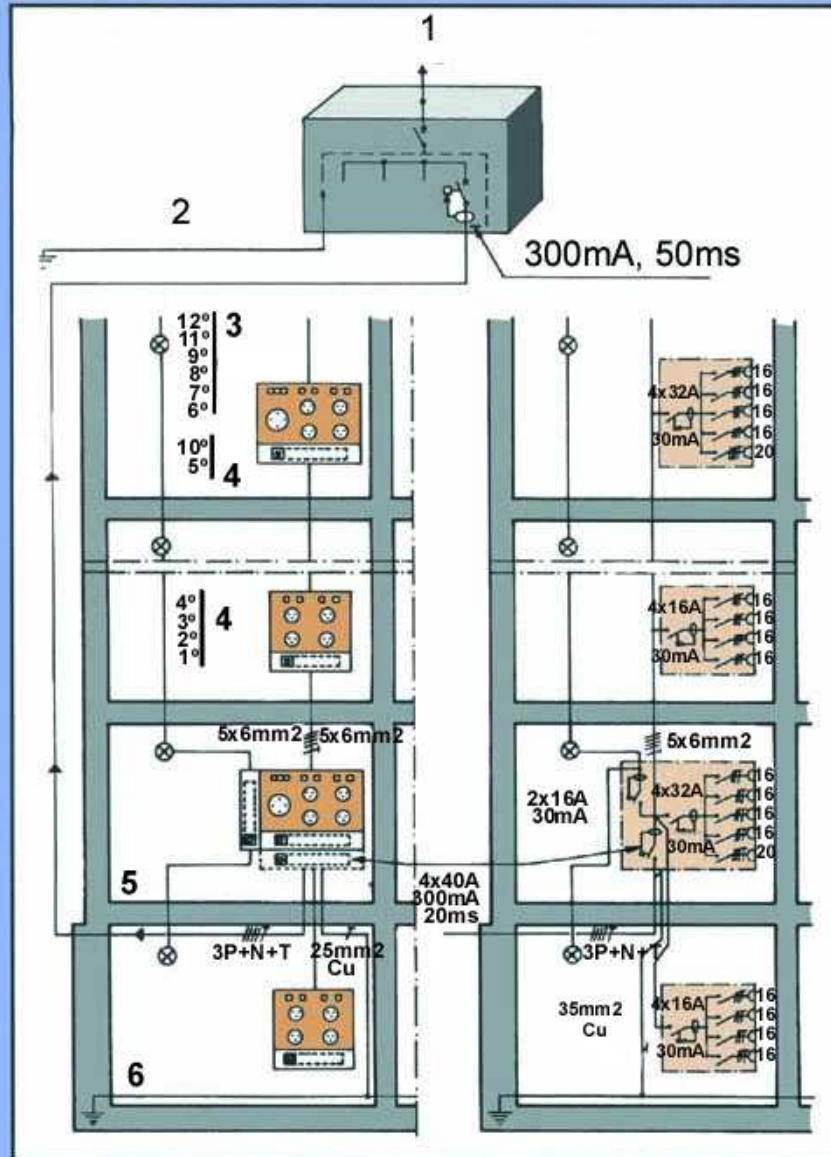 1
2
300mA, 50ms
12º
11º
9º
8º
7º
6º
3
10º
5º
4
4x32A
30mA
16
16
16
16
20
4º
3º
2º
1º
4
4x16A
30mA
16
16
16
16
5x6mm2
5x6mm2
5x6mm2
2x16A
30mA
4x32A
30mA
16
16
16
16
20
5
4x40A
300mA
20ms
3P+N+T
25mm2
Cu
3P+N+T
35mm2
Cu
4x16A
30mA
16
16
16
16
6